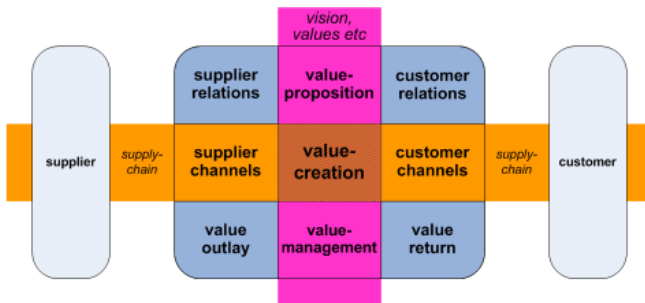 vision,
values etc
supplier
relations
value-
proposition
customer
relations
supplier
supply-
chain
supplier
channels
value-
creation
customer
channels
supply-
chain
customer
value
outlay
value-
management
value
return